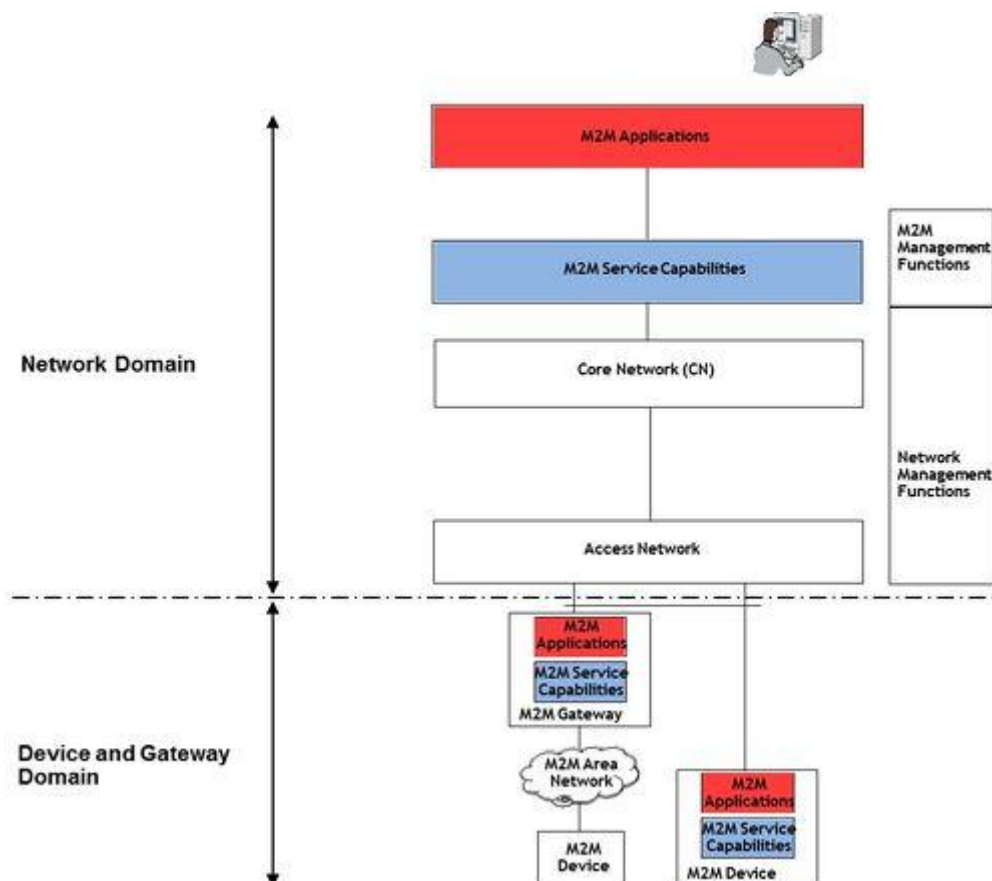 M2M Applications
M2M Service Capabilities
M2M
Management
Functions
Core Network (CN)
Network Domain
Network
Management
Functions
Access Network
M2M
Applications
M2M Service
Capabilities
M2M Gateway
Device and Gateway
Domain
M2M Area
Network
M2M
Device
M2M
Applications
M2M Service
Capabilities
M2M Device